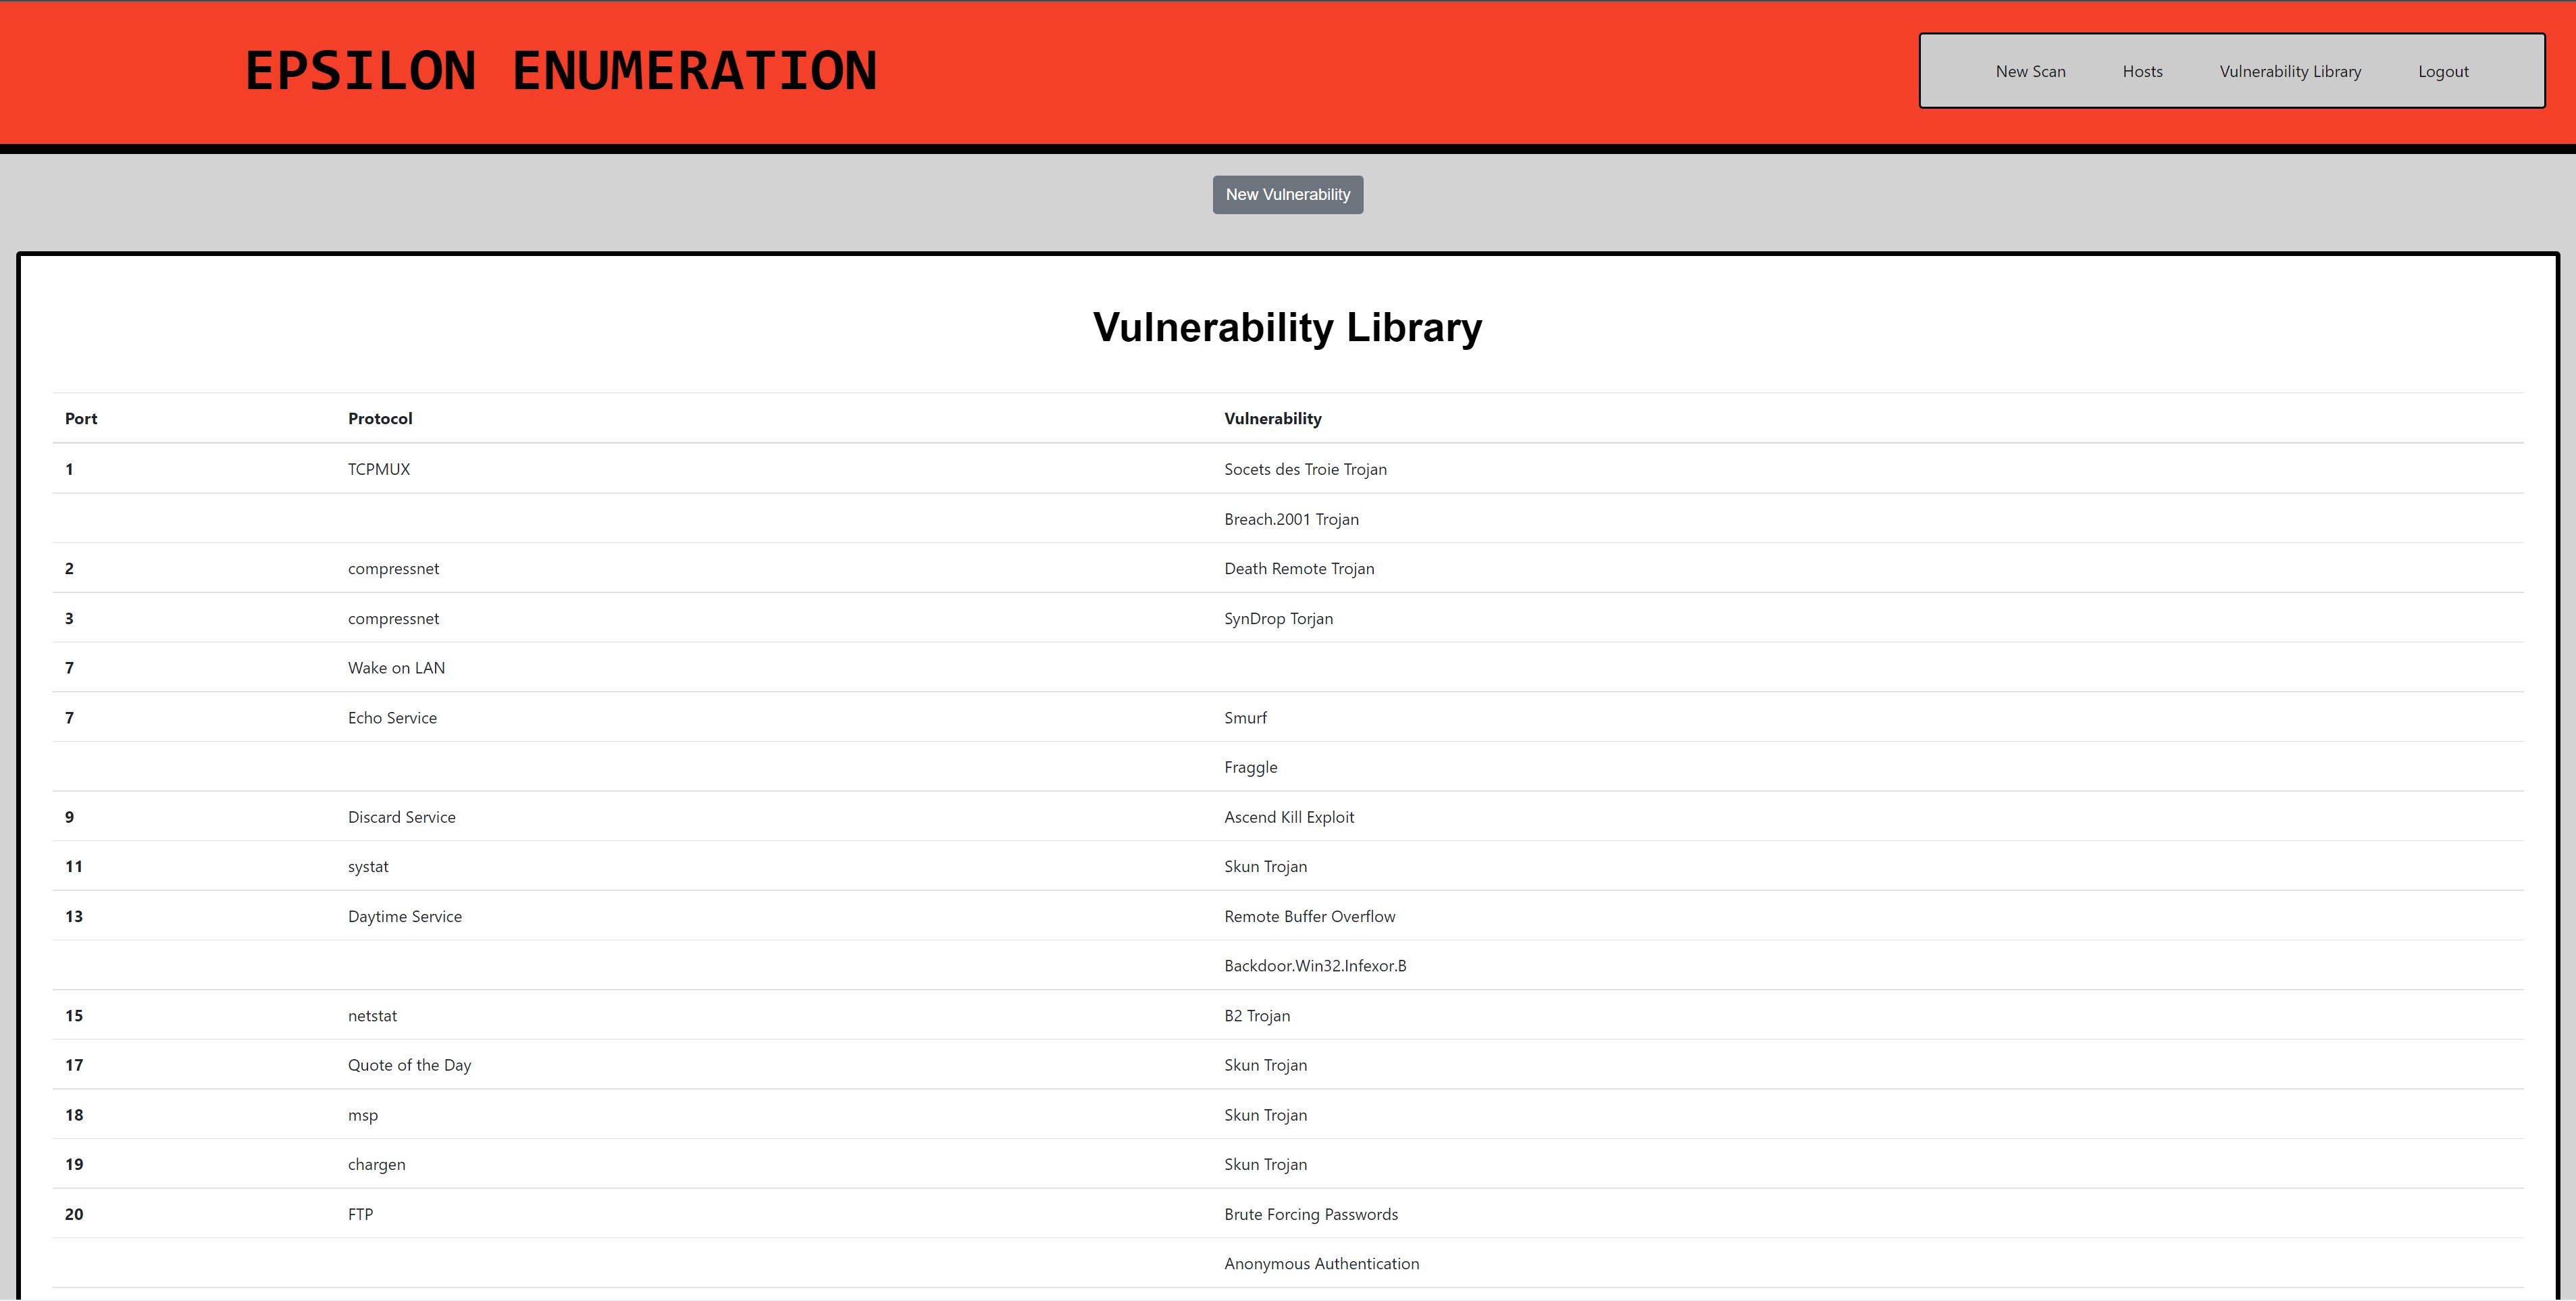 EPSILON ENUMERATION
New Scan Hosts Vulnerability Library Logout
New Vulnerability
Vulnerability Library
Port Protocol Vulnerability
1 TCPMUX Socets des Troie Trojan
Breach.2001 Trojan
2 compressnet Death Remote Trojan
3 compressnet SynDrop Torjan
7 Wake on LAN
7 Echo Service Smurf
Fraggle
9 Discard Service Ascend Kill Exploit
11 systat Skun Trojan
13 Daytime Service Remote Buffer Overflow
Backdoor.Win32.Infexor.B
15 netstat B2 Trojan
17 Quote of the Day Skun Trojan
18 msp Skun Trojan
19 chargen Skun Trojan
20 FTP Brute Forcing Passwords
Anonymous Authentication